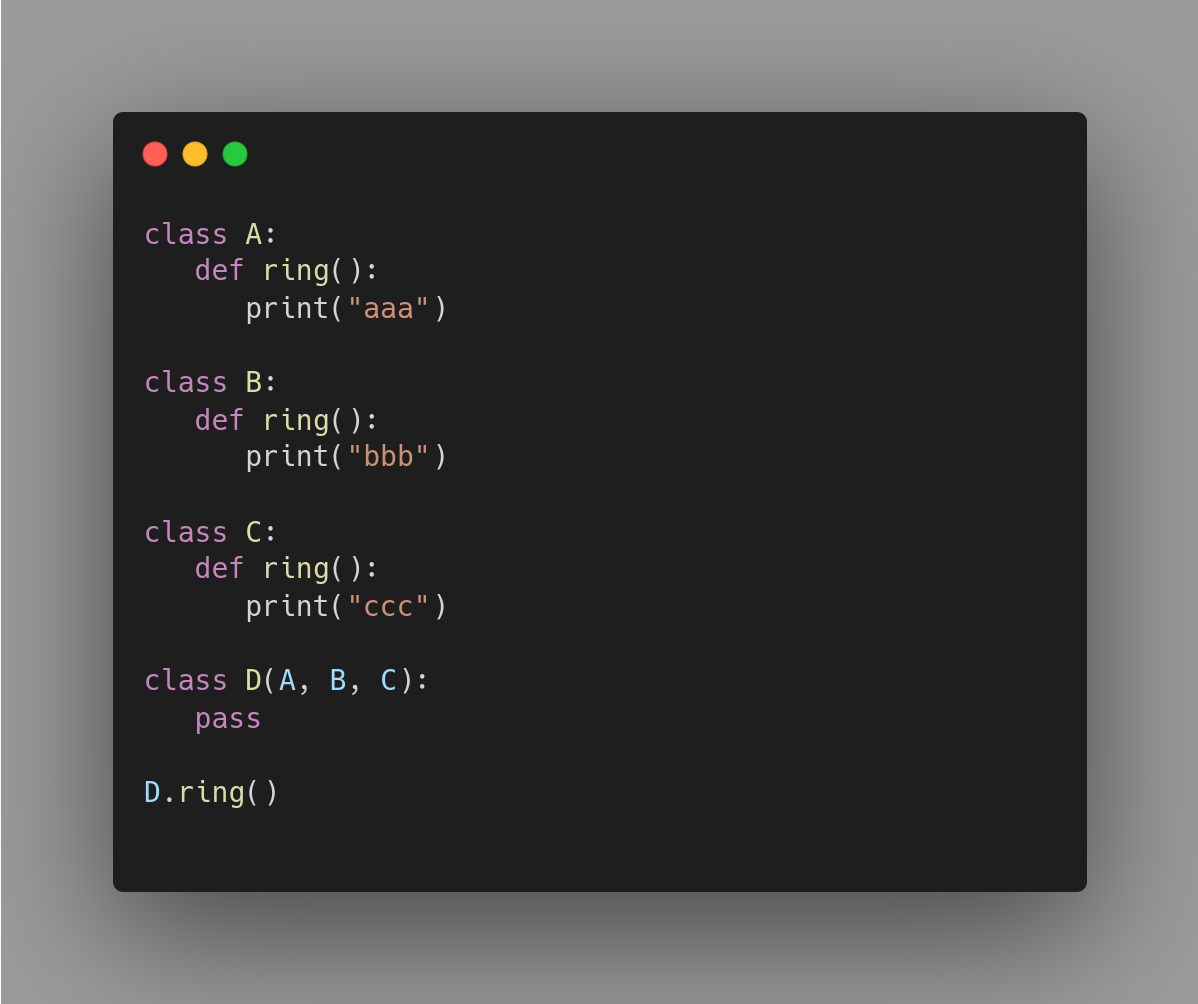 class A:
   def ring():
      print("aaa")

class B:
   def ring():
      print("bbb")

class C:
   def ring():
      print("ccc")

class D(A, B, C):
   pass

D.ring()